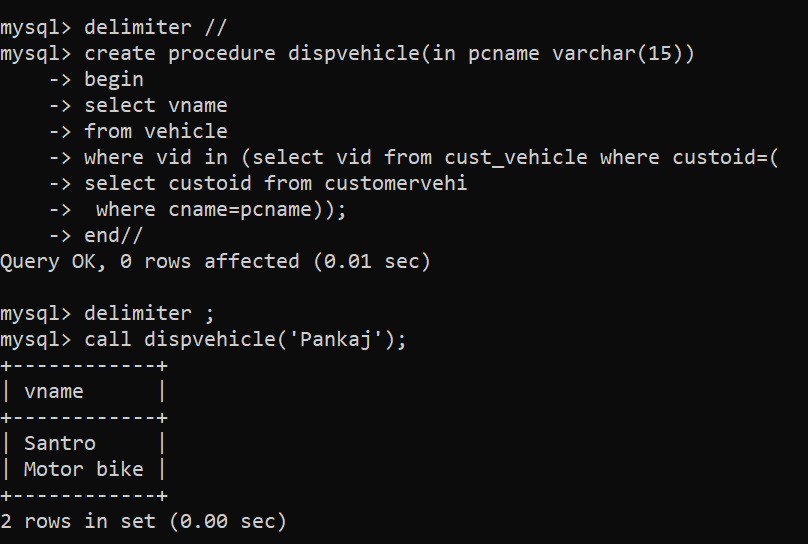 mysql> delimiter //
mysql> create procedure dispvehicle(in pcname varchar(15))
    -> begin
    -> select vname
    -> from vehicle
    -> where vid in (select vid from cust_vehicle where custoid=(
    -> select custoid from customervehi
    ->  where cname=pcname));
    -> end//
Query OK, 0 rows affected (0.01 sec)

mysql> delimiter ;
mysql> call dispvehicle('Pankaj');
+------------+
| vname      |
+------------+
| Santro     |
| Motor bike |
+------------+
2 rows in set (0.00 sec)